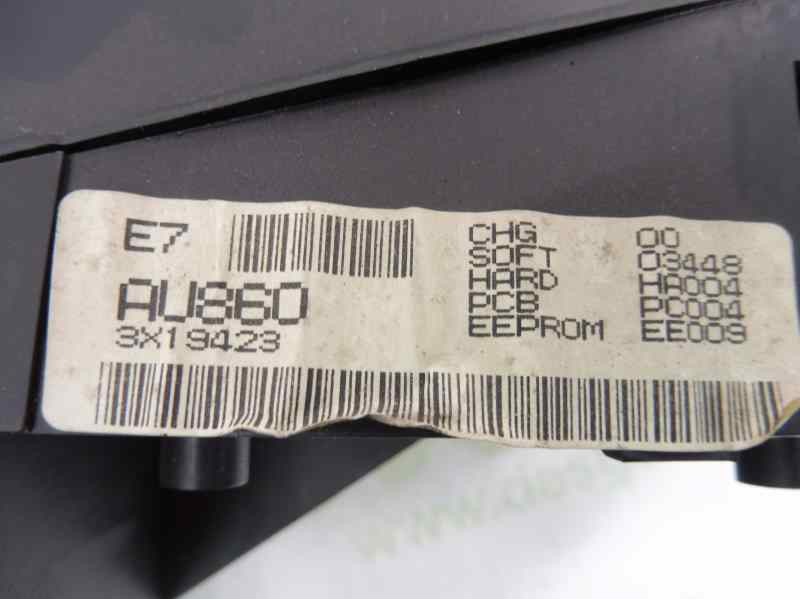 E7
AU860
3X19423
CHG 00
SOFT 03448
HARD HA004
PCB PC004
EEPROM EE009